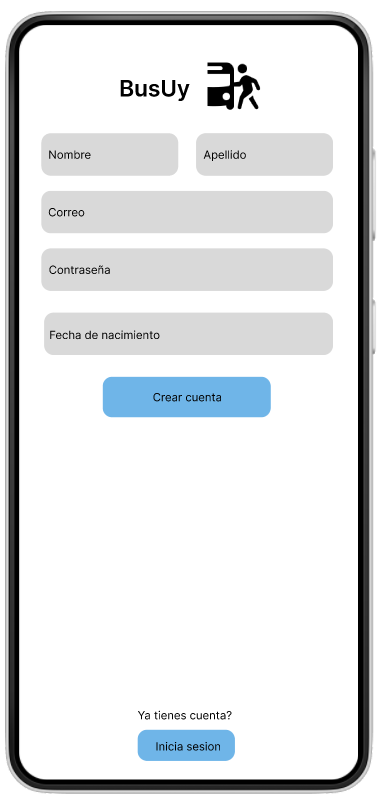 BusUy
Nombre
Apellido
Correo
Contraseña
Fecha de nacimiento
Crear cuenta
Ya tienes cuenta?
Inicia sesion